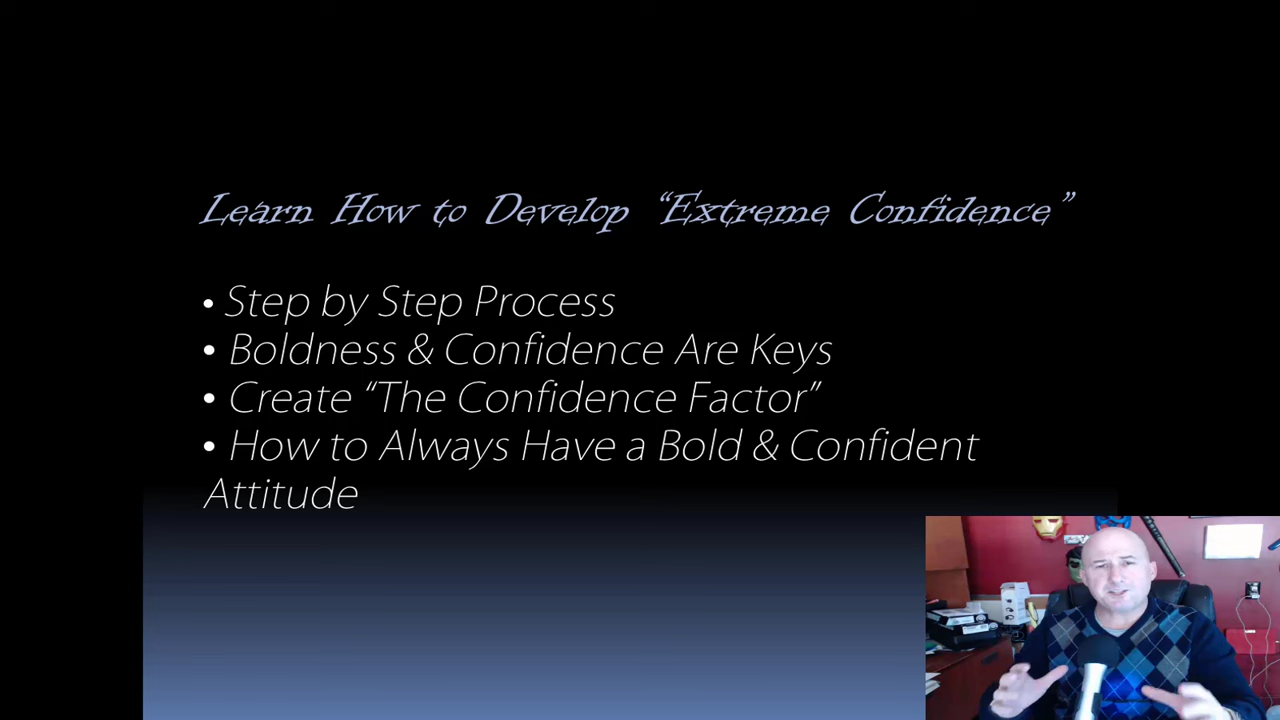 Learn How to Develop “Extreme Confidence”
• Step by Step Process
• Boldness & Confidence Are Keys
• Create “The Confidence Factor”
• How to Always Have a Bold & Confident
Attitude